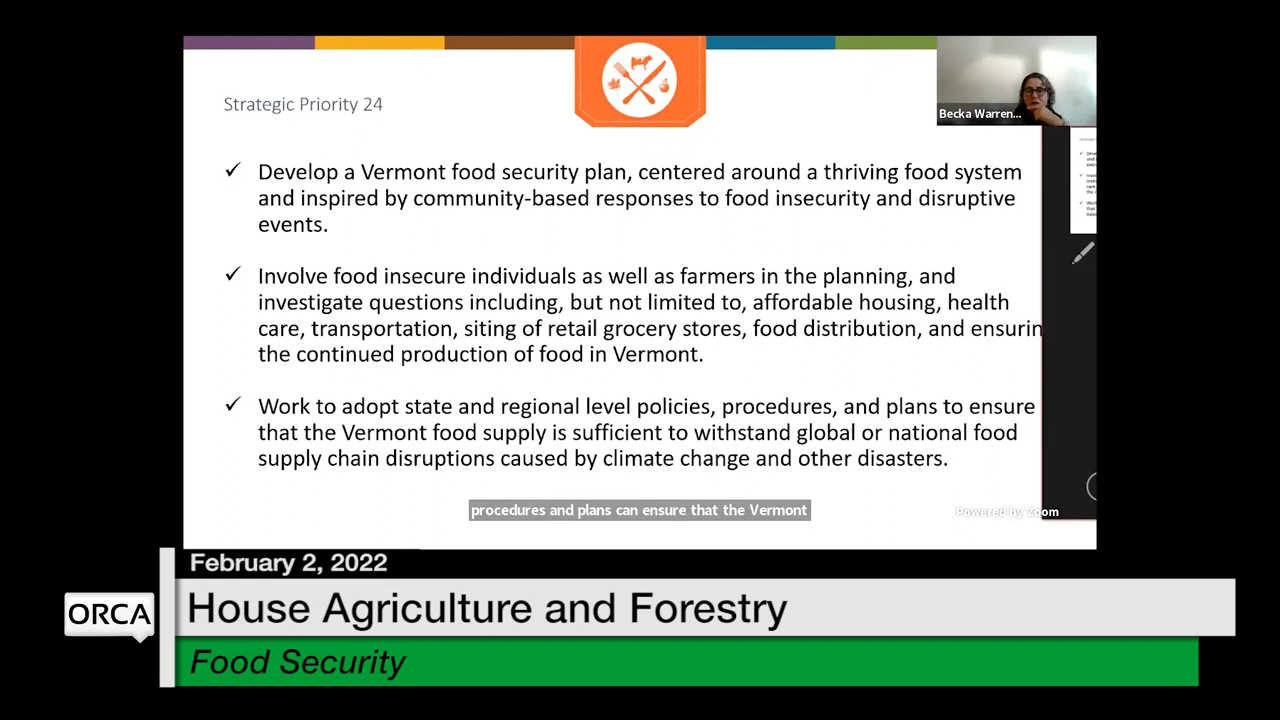 Strategic Priority 24
Becka Warren...
Develop a Vermont food security plan, centered around a thriving food system
and inspired by community-based responses to food insecurity and disruptive
events.
Involve food insecure individuals as well as farmers in the planning, and
investigate questions including, but not limited to, affordable housing, health
care, transportation, siting of retail grocery stores, food distribution, and ensurin
the continued production of food in Vermont.
Work to adopt state and regional level policies, procedures, and plans to ensure
that the Vermont food supply is sufficient to withstand global or national food
supply chain disruptions caused by climate change and other disasters.
procedures and plans can ensure that the Vermont
Powered by Zoom
February 2, 2022
ORCA
House Agriculture and Forestry
Food Security